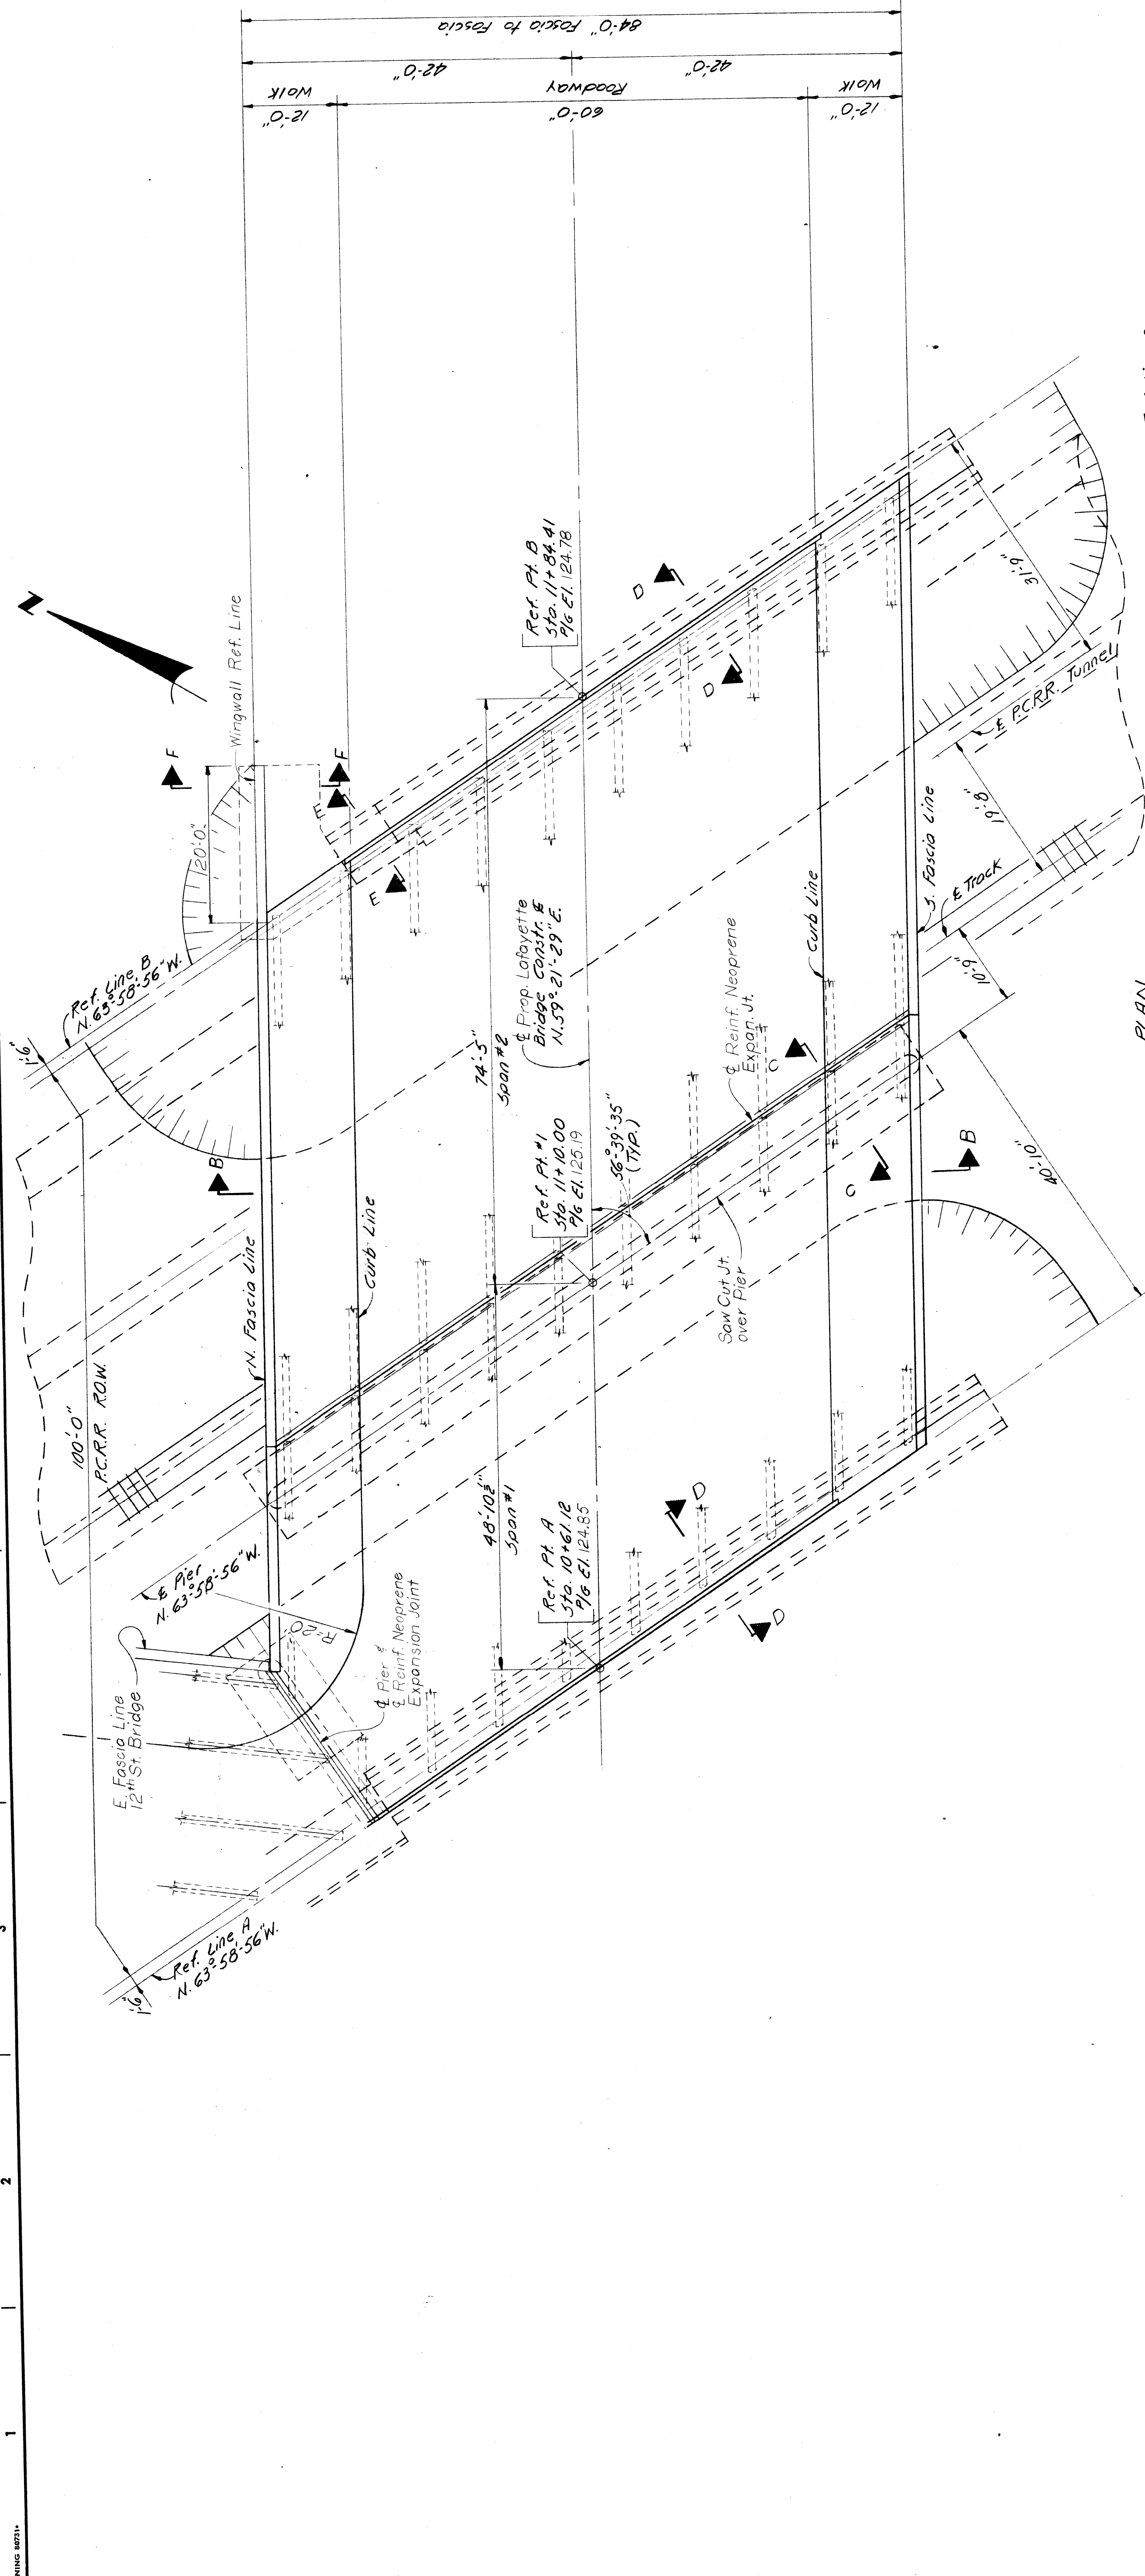 84'-0" Fascia to Fascia
42'-0"
42'-0"
Walk
Roadway
Walk
12'-0"
60'-0"
12'-0"
N
Wingwall Ref. Line
F
F
20'-0"
E
E
Ref. Line B
N. 63°-58'-56" W.
1'-6"
Ref. Pt. B
Sta. 11+84.41
P/G El. 124.78
D
D
31'-9"
℄ P.C.R.R. Tunnel
19'-8"
S. Fascia Line
℄ Track
10'-9"
74'-5"
Span #2
℄ Prop. Lafayette
Bridge Constr. ℄
N. 59°-21'-29" E.
Curb Line
℄ Reinf. Neoprene
Expan. Jt.
C
C
B
B
PLAN
40'-10"
Ref. Pt. #1
Sta. 11+10.00
P/G El. 125.19
56°-39'-35"
(Typ.)
Saw Cut Jt.
over Pier
Curb Line
N. Fascia Line
100'-0"
P.C.R.R. R.O.W.
48'-10½"
Span #1
Ref. Pt. A
Sta. 10+61.12
P/G El. 124.85
D
D
℄ Pier
N. 63°-58'-56" W.
R=20'
℄ Pier &
℄ Reinf. Neoprene
Expansion Joint
E. Fascia Line
12th St. Bridge
Ref. Line A
N. 63°-58'-56" W.
1'-6"
2
1